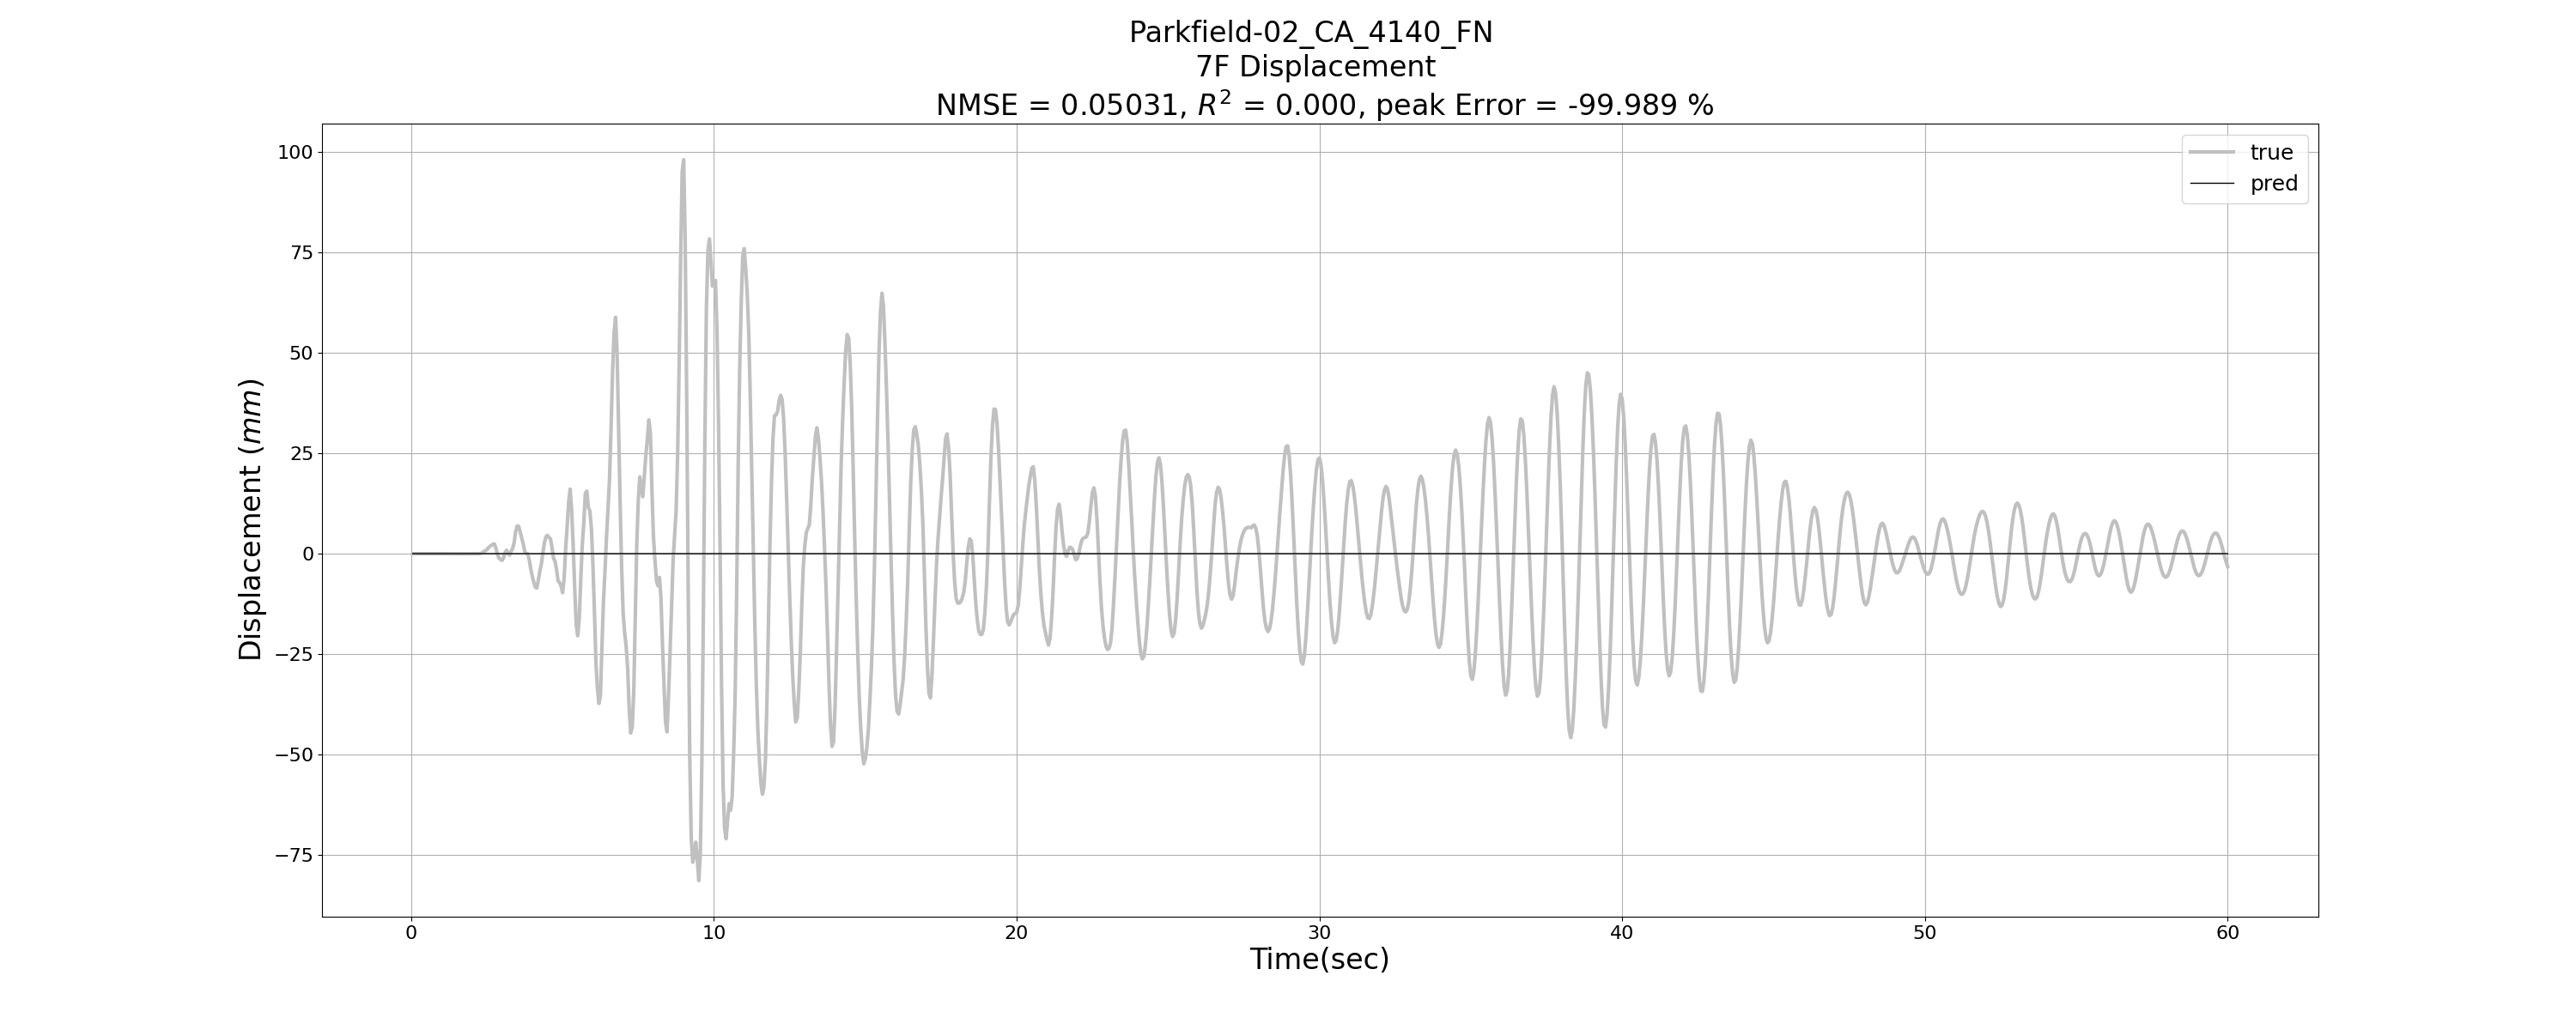 Parkfield-02_CA_4140_FN
7F Displacement
NMSE = 0.05031, R² = 0.000, peak Error = -99.989 %
true
pred
100
75
50
25
0
−25
−50
−75
Displacement (mm)
0 10 20 30 40 50 60
Time(sec)